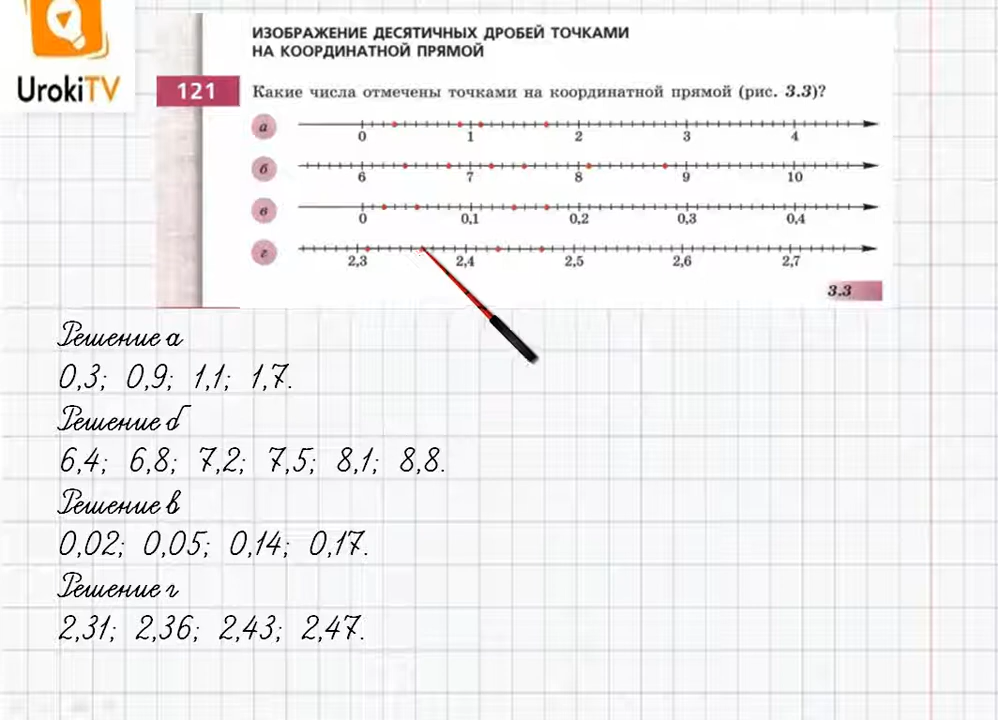 UrokiTV
ИЗОБРАЖЕНИЕ ДЕСЯТИЧНЫХ ДРОБЕЙ ТОЧКАМИ
НА КООРДИНАТНОЙ ПРЯМОЙ
121 Какие числа отмечены точками на координатной прямой (рис. 3.3)?
а
0 1 2 3 4
б
6 7 8 9 10
в
0 0,1 0,2 0,3 0,4
г
2,3 2,4 2,5 2,6 2,7
3.3
Решение а
0,3; 0,9; 1,1; 1,7.
Решение б
6,4; 6,8; 7,2; 7,5; 8,1; 8,8.
Решение в
0,02; 0,05; 0,14; 0,17.
Решение г
2,31; 2,36; 2,43; 2,47.